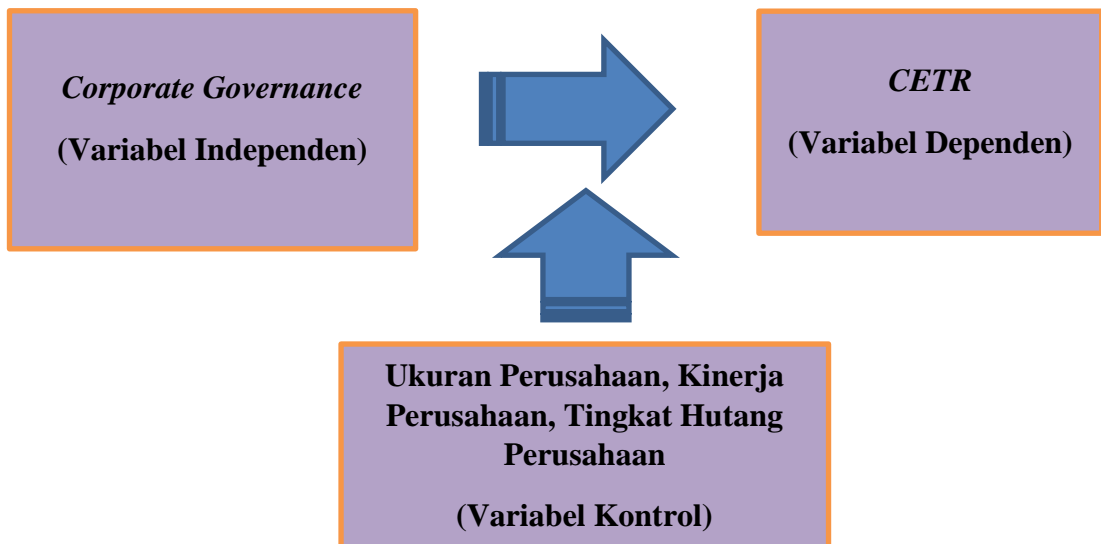 Corporate Governance
(Variabel Independen)
CETR
(Variabel Dependen)
Ukuran Perusahaan, Kinerja
Perusahaan, Tingkat Hutang
Perusahaan
(Variabel Kontrol)